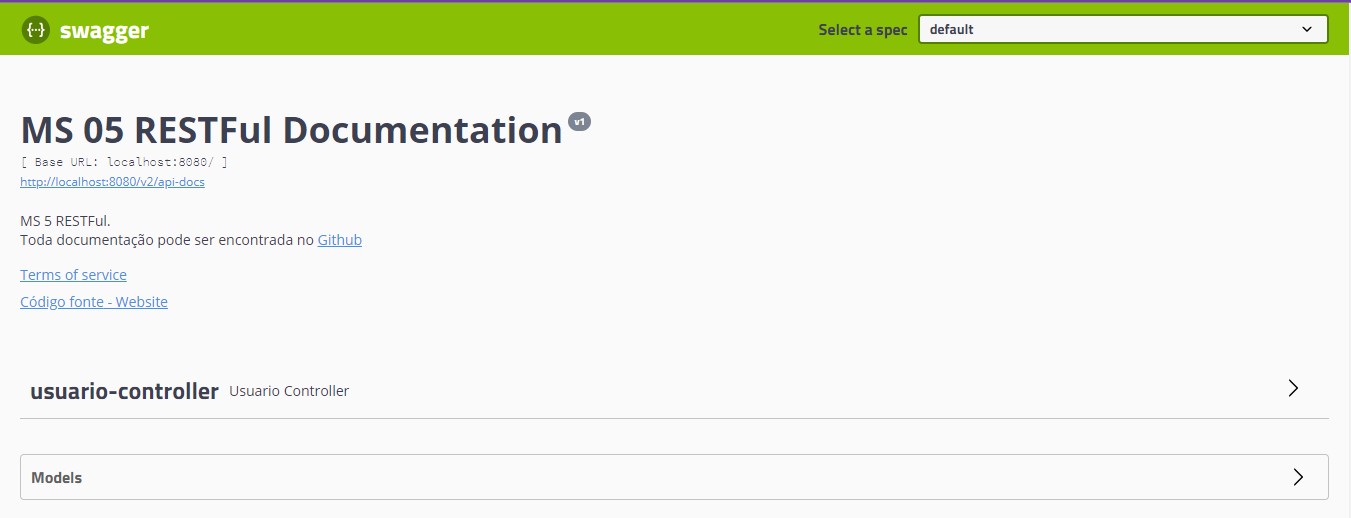 swagger
Select a spec default
MS 05 RESTFul Documentation v1
[ Base URL: localhost:8080/ ]
http://localhost:8080/v2/api-docs
MS 5 RESTFul.
Toda documentação pode ser encontrada no Github
Terms of service
Código fonte - Website
usuario-controller Usuario Controller
Models